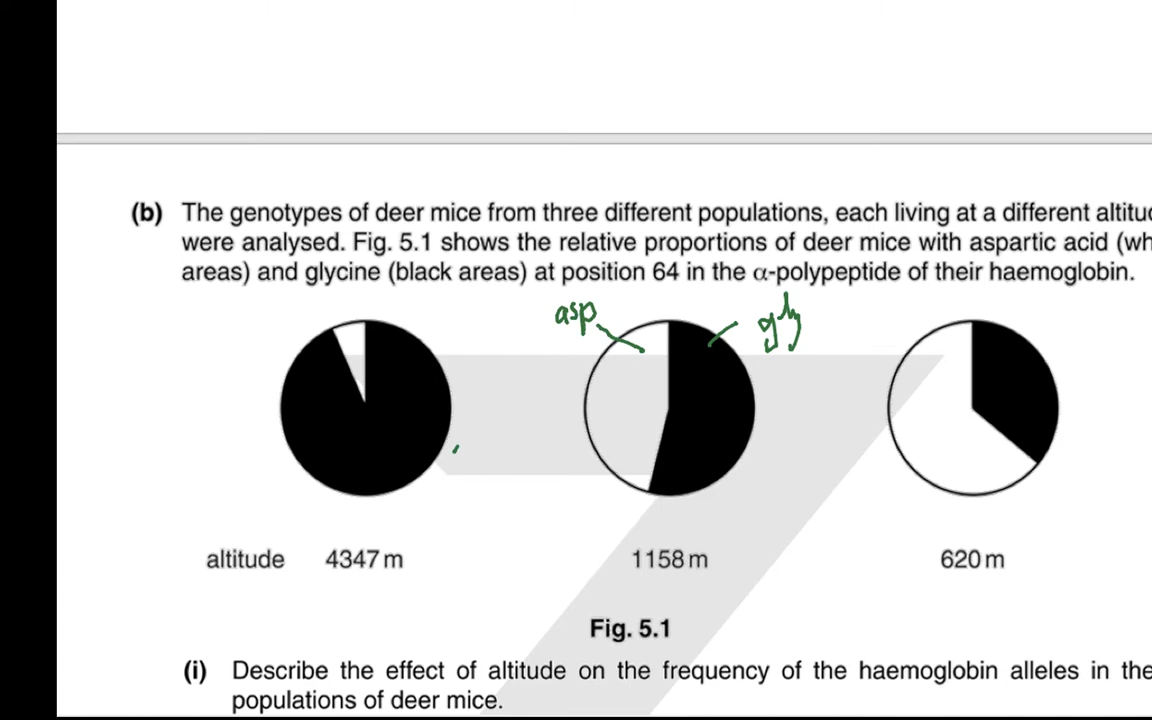 (b) The genotypes of deer mice from three different populations, each living at a different
were analysed. Fig. 5.1 shows the relative proportions of deer mice with aspartic acid
areas) and glycine (black areas) at position 64 in the α-polypeptide of their haemoglobin.
asp gly
altitude 4347 m 1158 m 620 m
Fig. 5.1
(i) Describe the effect of altitude on the frequency of the haemoglobin alleles in the
populations of deer mice.